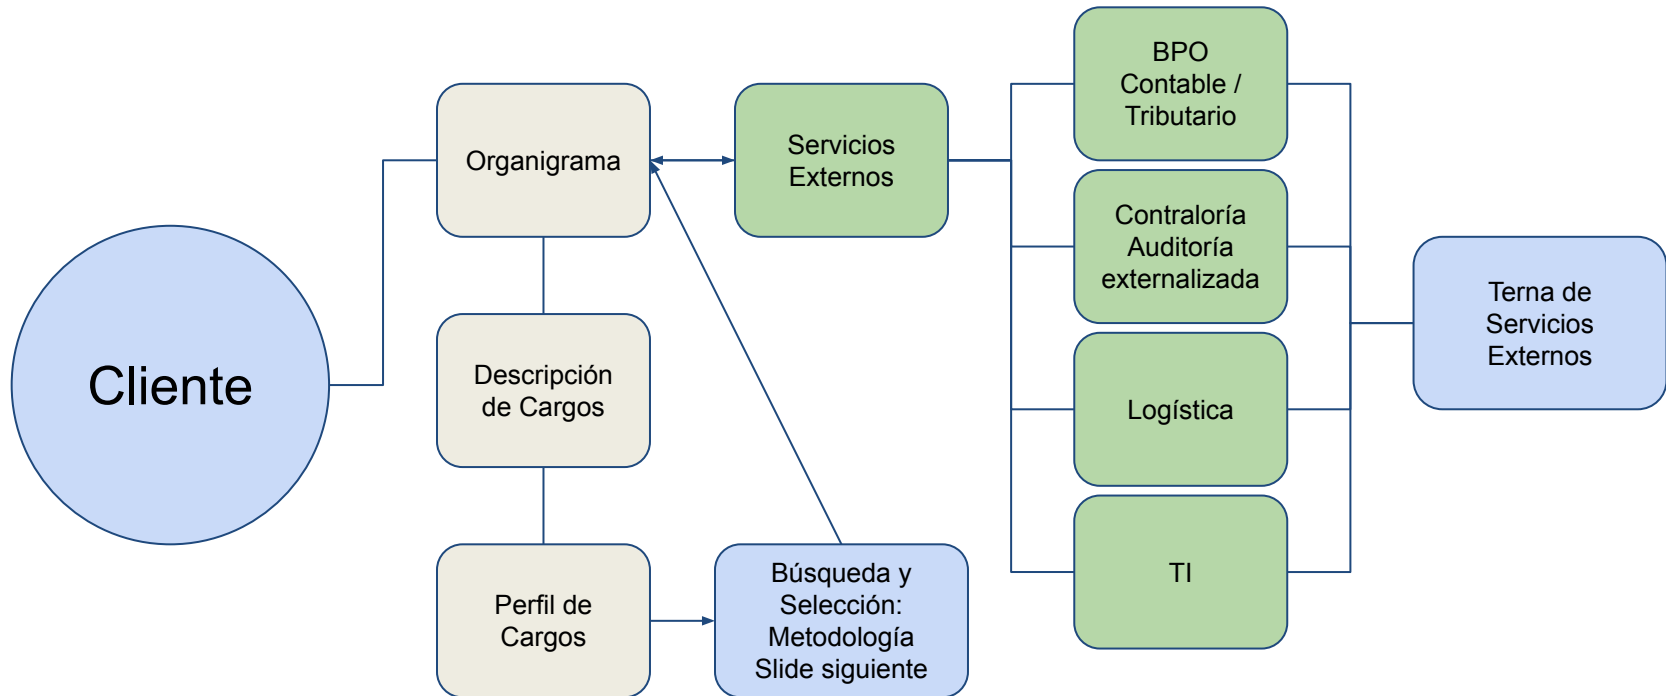 Cliente
Organigrama
Descripción
de Cargos
Perfil de
Cargos
Búsqueda y
Selección:
Metodología
Slide siguiente
Servicios
Externos
BPO
Contable /
Tributario
Contraloría
Auditoría
externalizada
Logística
TI
Terna de
Servicios
Externos